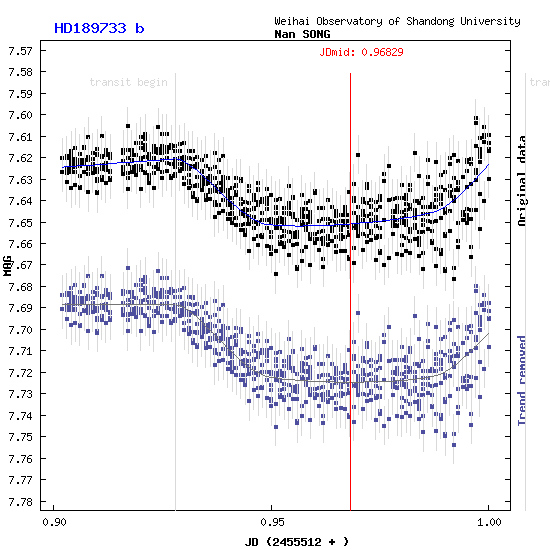 HD189733 b
Weihai Observatory of Shandong University
Nan SONG
JDmid: 0.96829
transit begin
tran
7.57
7.58
7.59
7.60
7.61
7.62
7.63
7.64
7.65
7.66
7.67
7.68
7.69
7.70
7.71
7.72
7.73
7.74
7.75
7.76
7.77
7.78
MAG
Original data
Trend removed
0.90
0.95
1.00
JD (2455512 + )